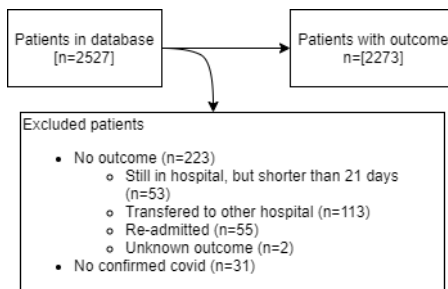 Patients in database
[n=2527]
Patients with outcome
n=[2273]
Excluded patients
No outcome (n=223)
Still in hospital, but shorter than 21 days
(n=53)
Transfered to other hospital (n=113)
Re-admitted (n=55)
Unknown outcome (n=2)
No confirmed covid (n=31)